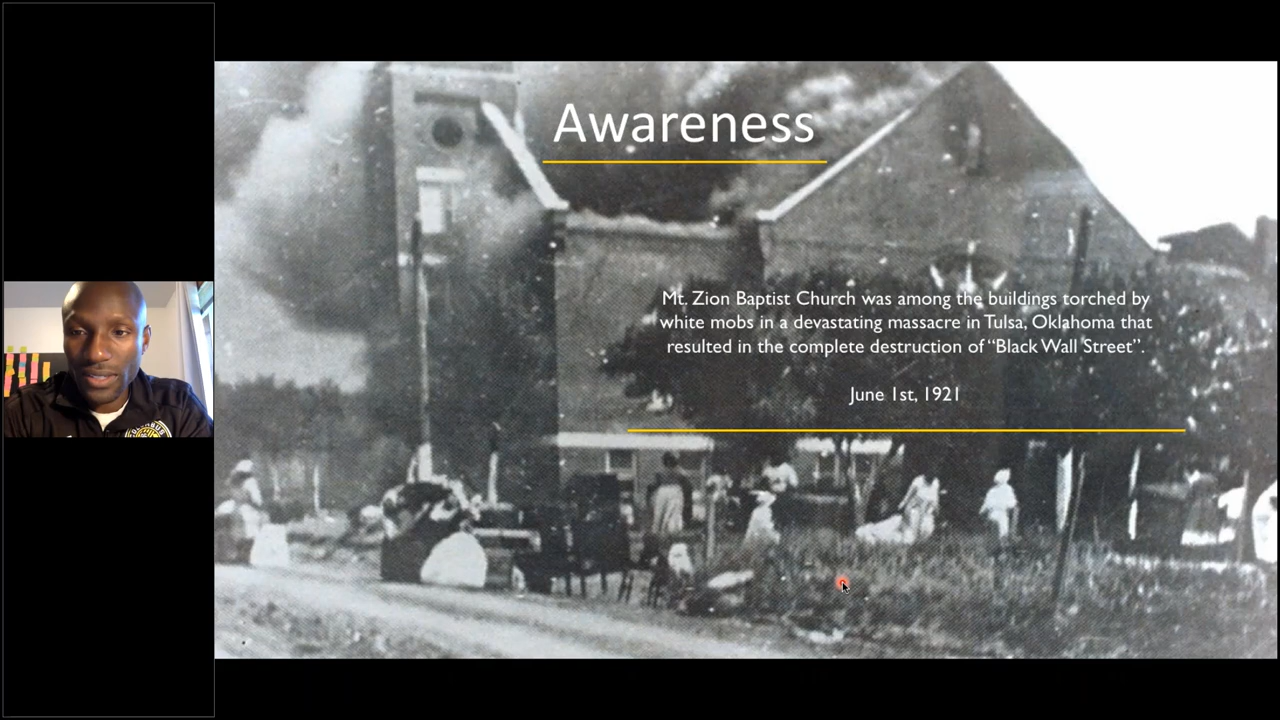 Awareness
Mt. Zion Baptist Church was among the buildings torched by
white mobs in a devastating massacre in Tulsa, Oklahoma that
resulted in the complete destruction of “Black Wall Street”.
June 1st, 1921